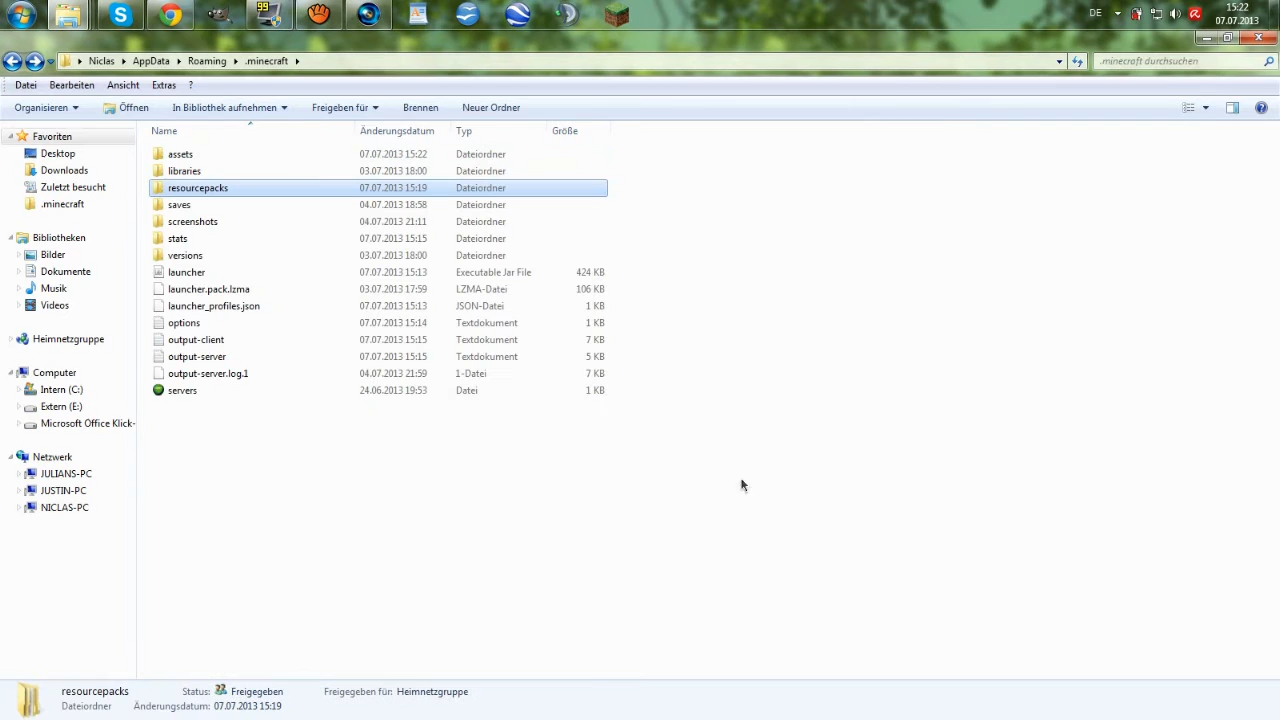 99
DE
15:22
07.07.2013
Niclas
AppData
Roaming
.minecraft
.minecraft durchsuchen
Datei Bearbeiten Ansicht Extras ?
Organisieren Öffnen In Bibliothek aufnehmen Freigeben für Brennen Neuer Ordner
Favoriten
Desktop
Downloads
Zuletzt besucht
.minecraft
Bibliotheken
Bilder
Dokumente
Musik
Videos
Heimnetzgruppe
Computer
Intern (C:)
Extern (E:)
Microsoft Office Klick-
Netzwerk
JULIANS-PC
JUSTIN-PC
NICLAS-PC
Name Änderungsdatum Typ Größe
assets 07.07.2013 15:22 Dateiordner
libraries 03.07.2013 18:00 Dateiordner
resourcepacks 07.07.2013 15:19 Dateiordner
saves 04.07.2013 18:58 Dateiordner
screenshots 04.07.2013 21:11 Dateiordner
stats 07.07.2013 15:15 Dateiordner
versions 03.07.2013 18:00 Dateiordner
launcher 07.07.2013 15:13 Executable Jar File 424 KB
launcher.pack.lzma 03.07.2013 17:59 LZMA-Datei 106 KB
launcher_profiles.json 07.07.2013 15:13 JSON-Datei 1 KB
options 07.07.2013 15:14 Textdokument 1 KB
output-client 07.07.2013 15:15 Textdokument 7 KB
output-server 07.07.2013 15:15 Textdokument 5 KB
output-server.log.1 04.07.2013 21:59 1-Datei 7 KB
servers 24.06.2013 19:53 Datei 1 KB
resourcepacks Status: Freigegeben Freigegeben für: Heimnetzgruppe
Dateiordner Änderungsdatum: 07.07.2013 15:19